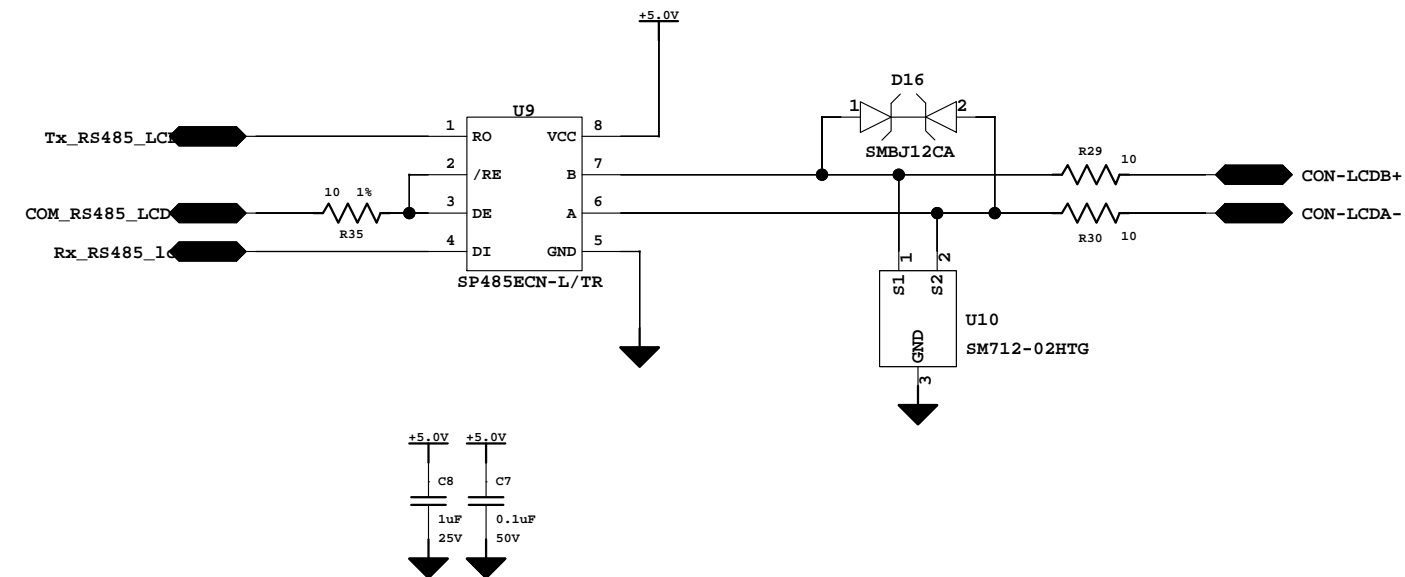 +5.0V
D16
1 2
SMBJ12CA
U9
Tx_RS485_LC
1 RO VCC 8
2 /RE B 7
R29 10
CON-LCDB+
10 1%
COM_RS485_LCD
R35
3 DE A 6
R30 10
CON-LCDA-
Rx_RS485_l
4 DI GND 5
SP485ECN-L/TR
1 2
S1 S2
GND
3
U10
SM712-02HTG
+5.0V +5.0V
C8 C7
1uF 0.1uF
25V 50V